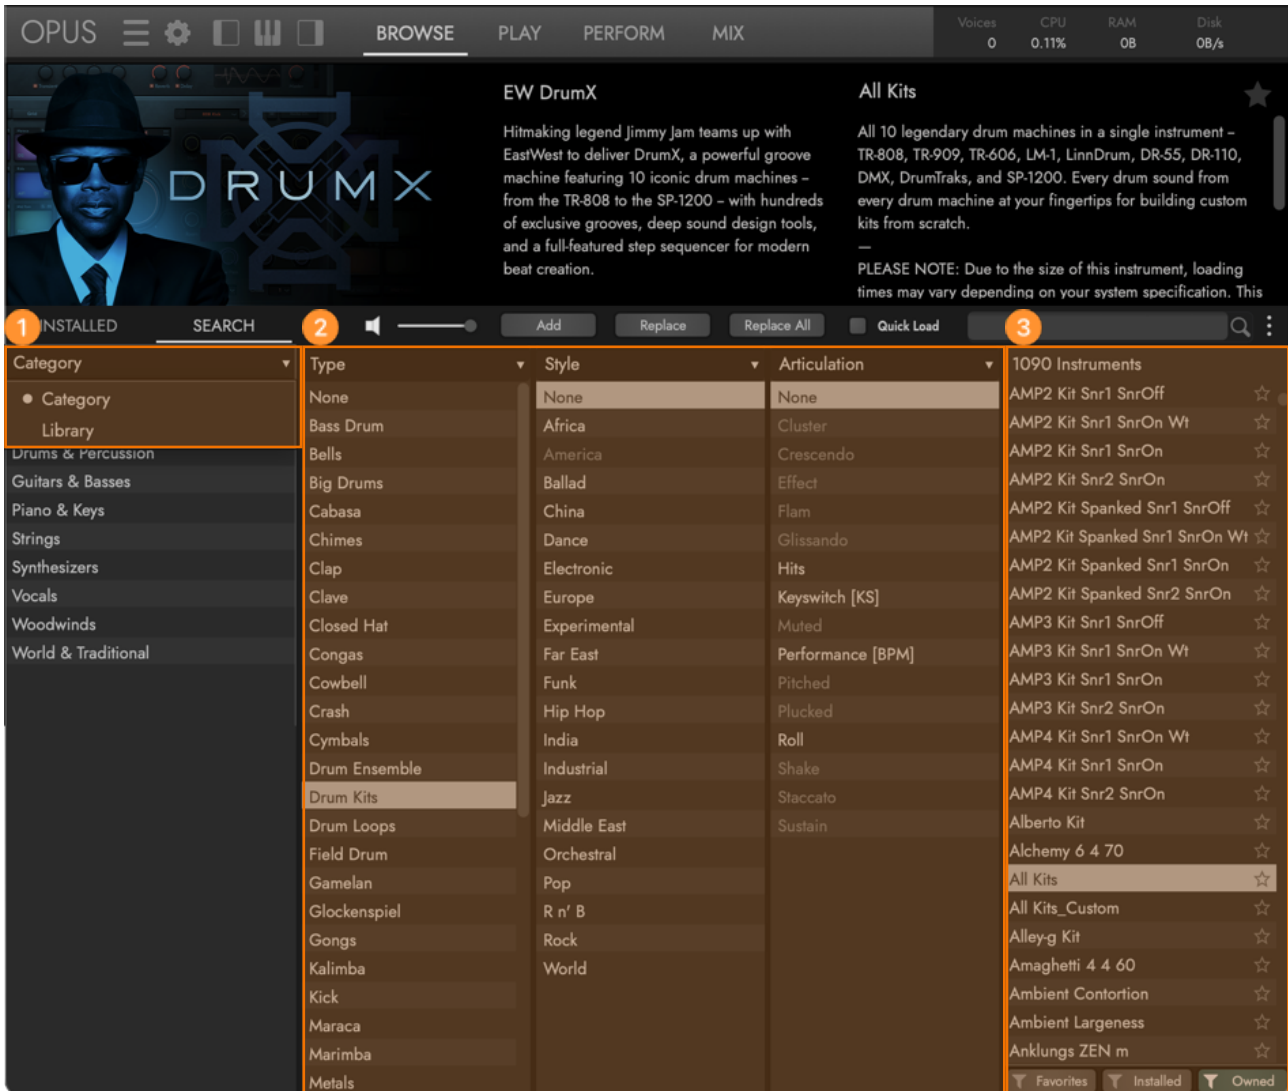 OPUS
BROWSE
PLAY
PERFORM
MIX
Voices
0
CPU
0.11%
RAM
0B
Disk
0B/s
DRUMX
EW DrumX
Hitmaking legend Jimmy Jam teams up with
EastWest to deliver DrumX, a powerful groove
machine featuring 10 iconic drum machines –
from the TR-808 to the SP-1200 – with hundreds
of exclusive grooves, deep sound design tools,
and a full-featured step sequencer for modern
beat creation.
All Kits
All 10 legendary drum machines in a single instrument –
TR-808, TR-909, TR-606, LM-1, LinnDrum, DR-55, DR-110,
DMX, DrumTraks, and SP-1200. Every drum sound from
every drum machine at your fingertips for building custom
kits from scratch.
—
PLEASE NOTE: Due to the size of this instrument, loading
times may vary depending on your system specification. This
1
INSTALLED
SEARCH
2
Add
Replace
Replace All
Quick Load
3
Category
Category
Library
Drums & Percussion
Guitars & Basses
Piano & Keys
Strings
Synthesizers
Vocals
Woodwinds
World & Traditional
Type
None
Bass Drum
Bells
Big Drums
Cabasa
Chimes
Clap
Clave
Closed Hat
Congas
Cowbell
Crash
Cymbals
Drum Ensemble
Drum Kits
Drum Loops
Field Drum
Gamelan
Glockenspiel
Gongs
Kalimba
Kick
Maraca
Marimba
Metals
Style
None
Africa
America
Ballad
China
Dance
Electronic
Europe
Experimental
Far East
Funk
Hip Hop
India
Industrial
Jazz
Middle East
Orchestral
Pop
R n' B
Rock
World
Articulation
None
Cluster
Crescendo
Effect
Flam
Glissando
Hits
Keyswitch [KS]
Muted
Performance [BPM]
Pitched
Plucked
Roll
Shake
Staccato
Sustain
1090 Instruments
AMP2 Kit Snr1 SnrOff
AMP2 Kit Snr1 SnrOn Wt
AMP2 Kit Snr1 SnrOn
AMP2 Kit Snr2 SnrOn
AMP2 Kit Spanked Snr1 SnrOff
AMP2 Kit Spanked Snr1 SnrOn Wt
AMP2 Kit Spanked Snr1 SnrOn
AMP2 Kit Spanked Snr2 SnrOn
AMP3 Kit Snr1 SnrOff
AMP3 Kit Snr1 SnrOn Wt
AMP3 Kit Snr1 SnrOn
AMP3 Kit Snr2 SnrOn
AMP4 Kit Snr1 SnrOn Wt
AMP4 Kit Snr1 SnrOn
AMP4 Kit Snr2 SnrOn
Alberto Kit
Alchemy 6 4 70
All Kits
All Kits_Custom
Alley-g Kit
Amaghetti 4 4 60
Ambient Contortion
Ambient Largeness
Anklungs ZEN m
Favorites
Installed
Owned